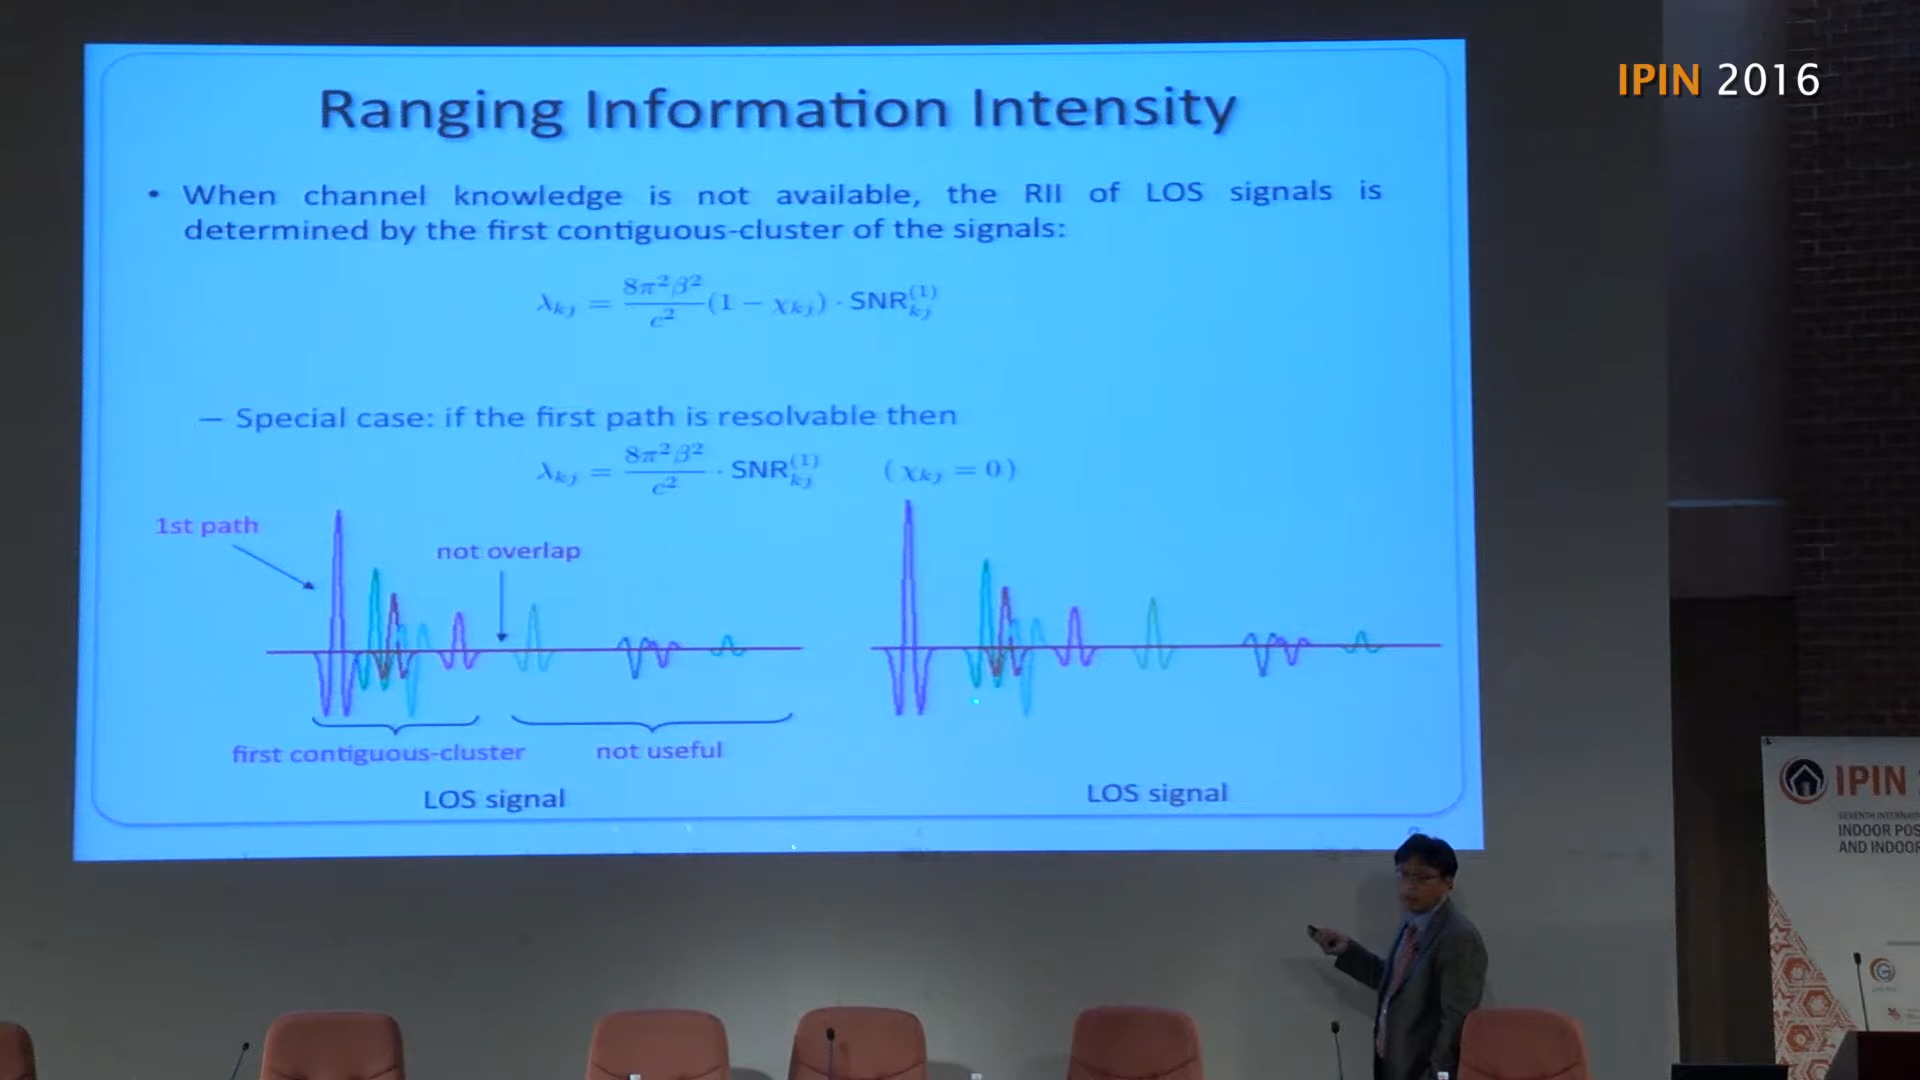 IPIN 2016
Ranging Information Intensity
• When channel knowledge is not available, the RII of LOS signals is
determined by the first contiguous-cluster of the signals:
λ_kj = 8π²β²/c² (1 − χ_kj) · SNR_kj^(1)
– Special case: if the first path is resolvable then
λ_kj = 8π²β²/c² · SNR_kj^(1) (χ_kj = 0)
1st path
not overlap
first contiguous-cluster
not useful
LOS signal
LOS signal
IPIN
INDOOR POS
AND INDOOR